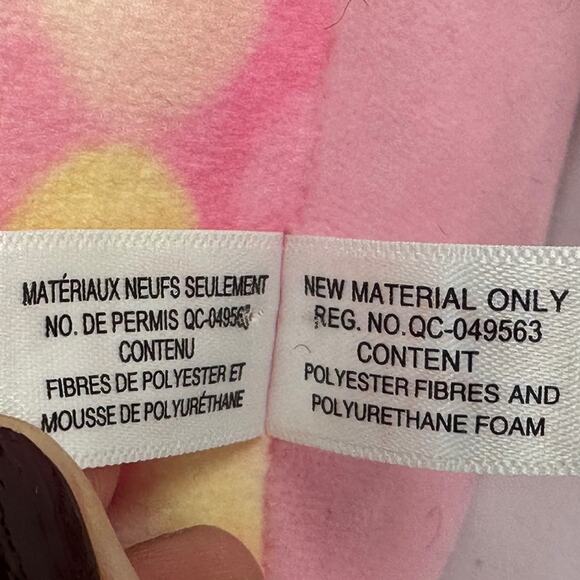 MATÉRIAUX NEUFS SEULEMENT
NO. DE PERMIS QC-049563
CONTENU
FIBRES DE POLYESTER ET
MOUSSE DE POLYURÉTHANE
NEW MATERIAL ONLY
REG. NO.QC-049563
CONTENT
POLYESTER FIBRES AND
POLYURETHANE FOAM